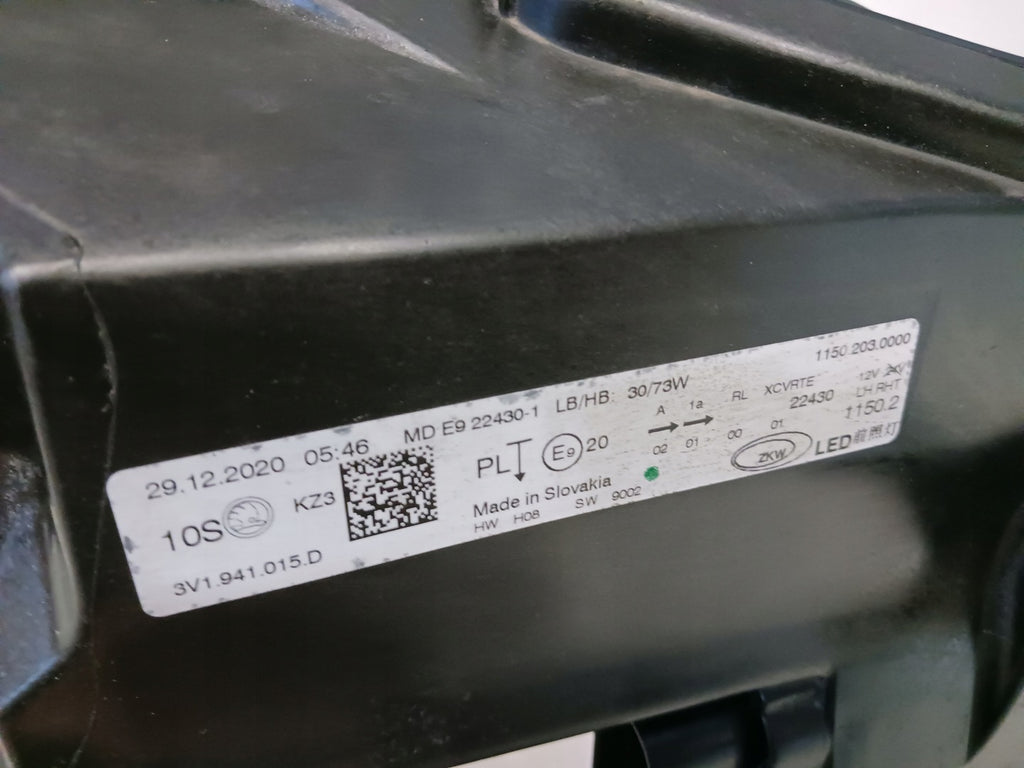 29.12.2020 05:46 MD E9 22430-1 LB/HB: 30/73W 1150.203.0000
10S KZ3 PL E9 20 A 1a RL XCVRTE 12V 24V
02 01 00 01 22430 LH RHT
Made in Slovakia ZKW LED前照灯 1150.2
HW H08 SW 9002
3V1.941.015.D